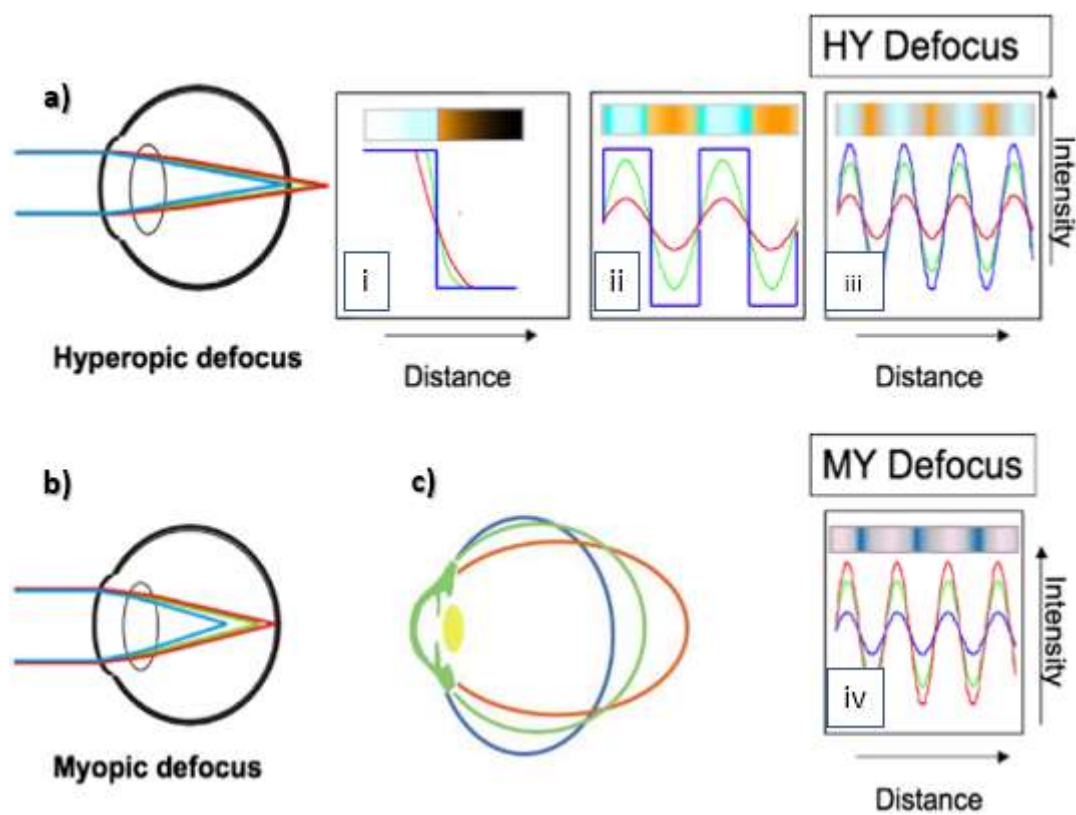 HY Defocus
a)
i
ii
iii
Intensity
Hyperopic defocus
Distance
Distance
MY Defocus
b)
c)
iv
Intensity
Myopic defocus
Distance